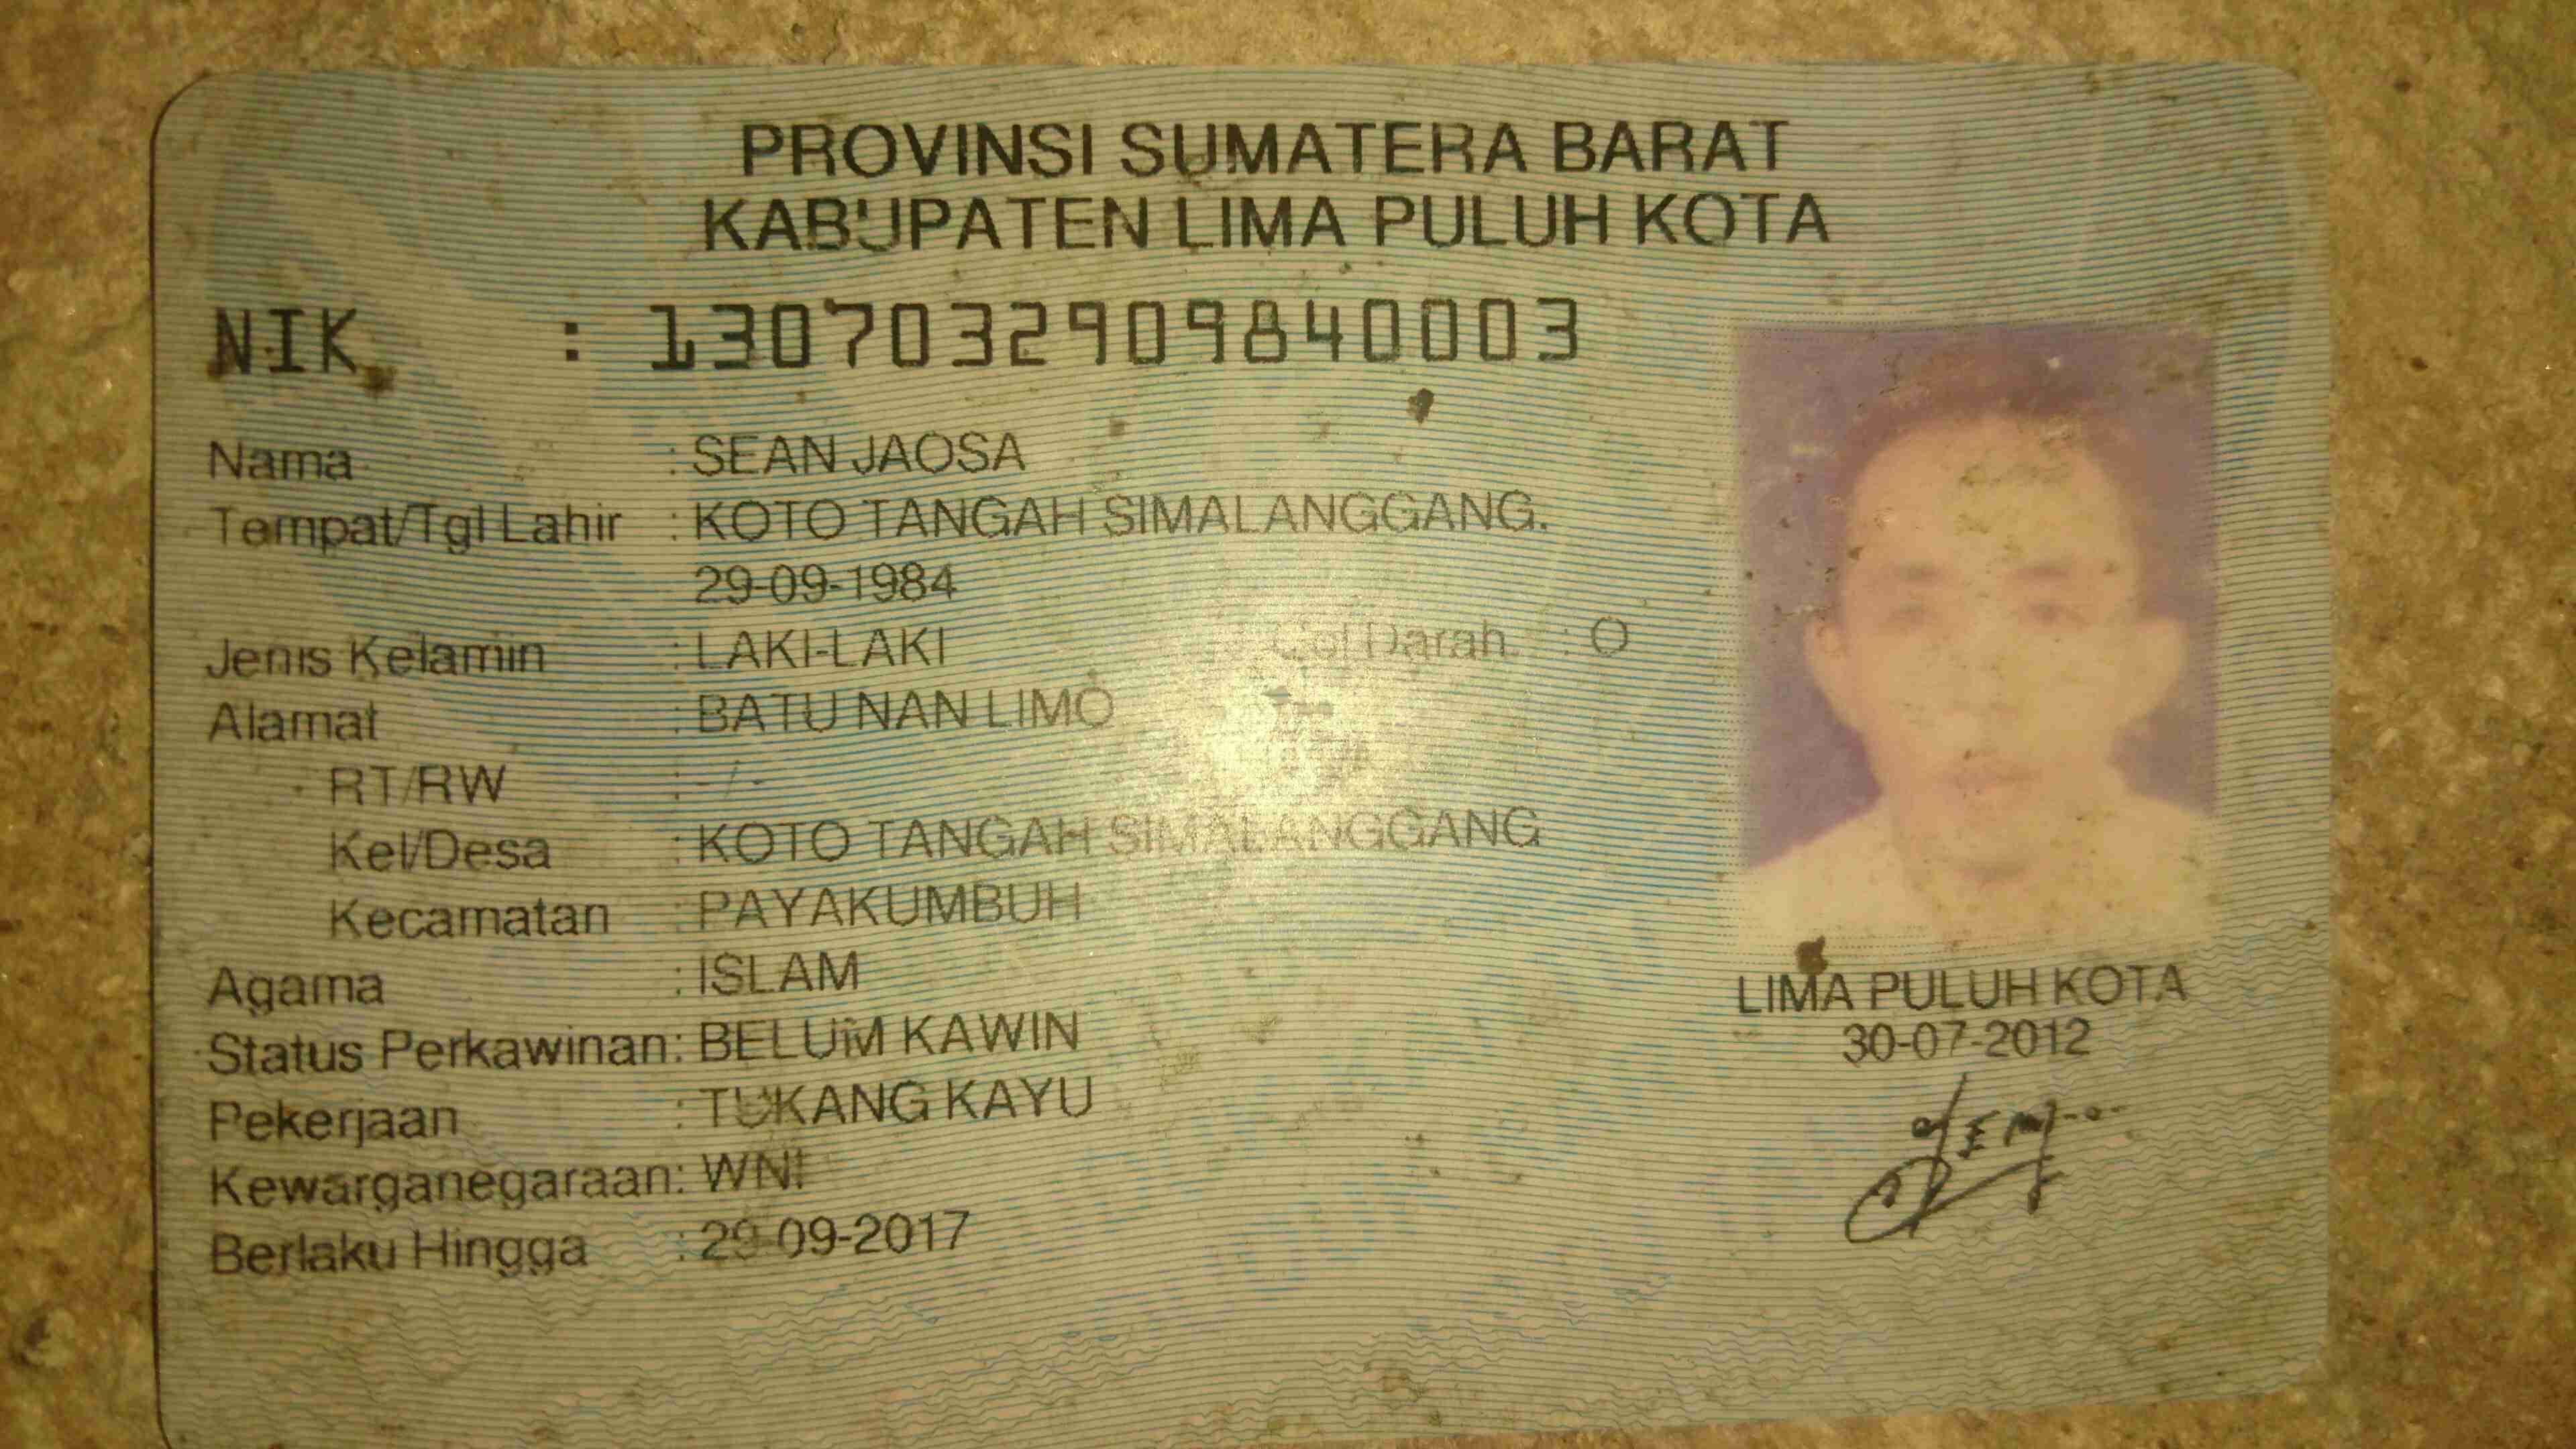 PROVINSI SUMATERA BARAT
KABUPATEN LIMA PULUH KOTA
NIK : 1307032909840003
Nama : SEAN JAOSA
Tempat/Tgl Lahir : KOTO TANGAH SIMALANGGANG.
29-09-1984
Jenis Kelamin : LAKI-LAKI Gol Darah : O
Alamat : BATU NAN LIMO
RT/RW : - / -
Kel/Desa : KOTO TANGAH SIMALANGGANG
Kecamatan : PAYAKUMBUH
Agama : ISLAM
Status Perkawinan: BELUM KAWIN
Pekerjaan : TUKANG KAYU
Kewarganegaraan: WNI
Berlaku Hingga : 29-09-2017
LIMA PULUH KOTA
30-07-2012